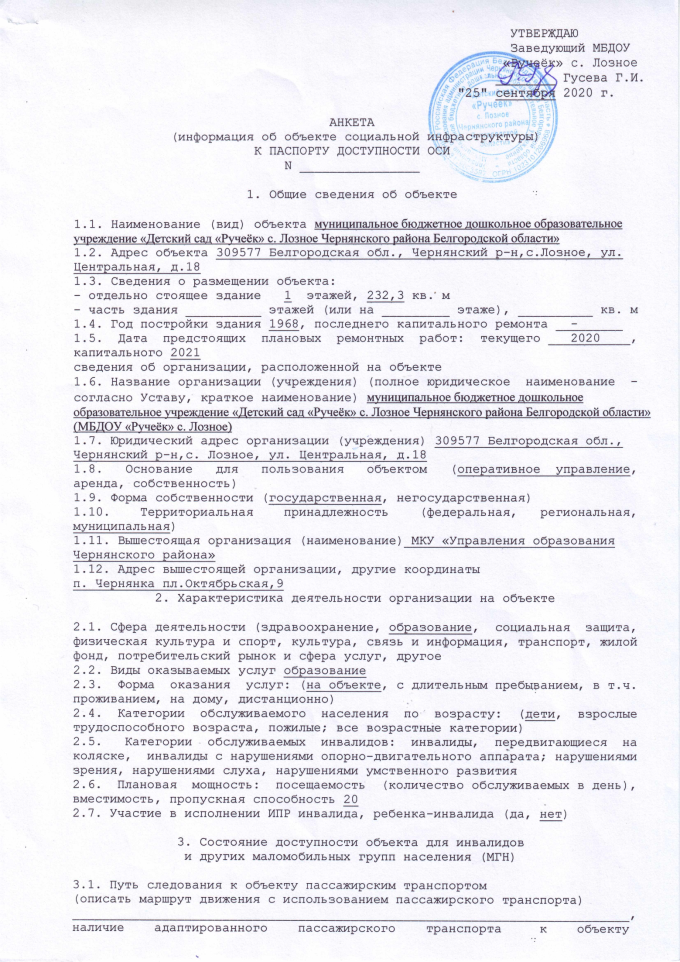 УТВЕРЖДАЮ
Заведующий МБДОУ
«Ручеёк» с. Лозное
Гусева Г.И.
"25" сентября 2020 г.
«Ручеёк»
с. Лозное
Чернянского района
АНКЕТА
(информация об объекте социальной инфраструктуры)
К ПАСПОРТУ ДОСТУПНОСТИ ОСИ
N _________________
1. Общие сведения об объекте
1.1. Наименование (вид) объекта муниципальное бюджетное дошкольное образовательное
учреждение «Детский сад «Ручеёк» с. Лозное Чернянского района Белгородской области»
1.2. Адрес объекта 309577 Белгородская обл., Чернянский р-н,с.Лозное, ул.
Центральная, д.18
1.3. Сведения о размещении объекта:
- отдельно стоящее здание 1 этажей, 232,3 кв. м
- часть здания __________ этажей (или на _________ этаже), __________ кв. м
1.4. Год постройки здания 1968, последнего капитального ремонта - 
1.5. Дата предстоящих плановых ремонтных работ: текущего 2020 ,
капитального 2021
сведения об организации, расположенной на объекте
1.6. Название организации (учреждения) (полное юридическое наименование -
согласно Уставу, краткое наименование) муниципальное бюджетное дошкольное
образовательное учреждение «Детский сад «Ручеёк» с. Лозное Чернянского района Белгородской области»
(МБДОУ «Ручеёк» с. Лозное)
1.7. Юридический адрес организации (учреждения) 309577 Белгородская обл.,
Чернянский р-н,с. Лозное, ул. Центральная, д.18
1.8. Основание для пользования объектом (оперативное управление,
аренда, собственность)
1.9. Форма собственности (государственная, негосударственная)
1.10. Территориальная принадлежность (федеральная, региональная,
муниципальная)
1.11. Вышестоящая организация (наименование) МКУ «Управления образования
Чернянского района»
1.12. Адрес вышестоящей организации, другие координаты
п. Чернянка пл.Октябрьская,9
2. Характеристика деятельности организации на объекте
2.1. Сфера деятельности (здравоохранение, образование, социальная защита,
физическая культура и спорт, культура, связь и информация, транспорт, жилой
фонд, потребительский рынок и сфера услуг, другое
2.2. Виды оказываемых услуг образование
2.3. Форма оказания услуг: (на объекте, с длительным пребыванием, в т.ч.
проживанием, на дому, дистанционно)
2.4. Категории обслуживаемого населения по возрасту: (дети, взрослые
трудоспособного возраста, пожилые; все возрастные категории)
2.5. Категории обслуживаемых инвалидов: инвалиды, передвигающиеся на
коляске, инвалиды с нарушениями опорно-двигательного аппарата; нарушениями
зрения, нарушениями слуха, нарушениями умственного развития
2.6. Плановая мощность: посещаемость (количество обслуживаемых в день),
вместимость, пропускная способность 20
2.7. Участие в исполнении ИПР инвалида, ребенка-инвалида (да, нет)
3. Состояние доступности объекта для инвалидов
и других маломобильных групп населения (МГН)
3.1. Путь следования к объекту пассажирским транспортом
(описать маршрут движения с использованием пассажирского транспорта)
____________________________________________________________________________,
наличие адаптированного пассажирского транспорта к объекту